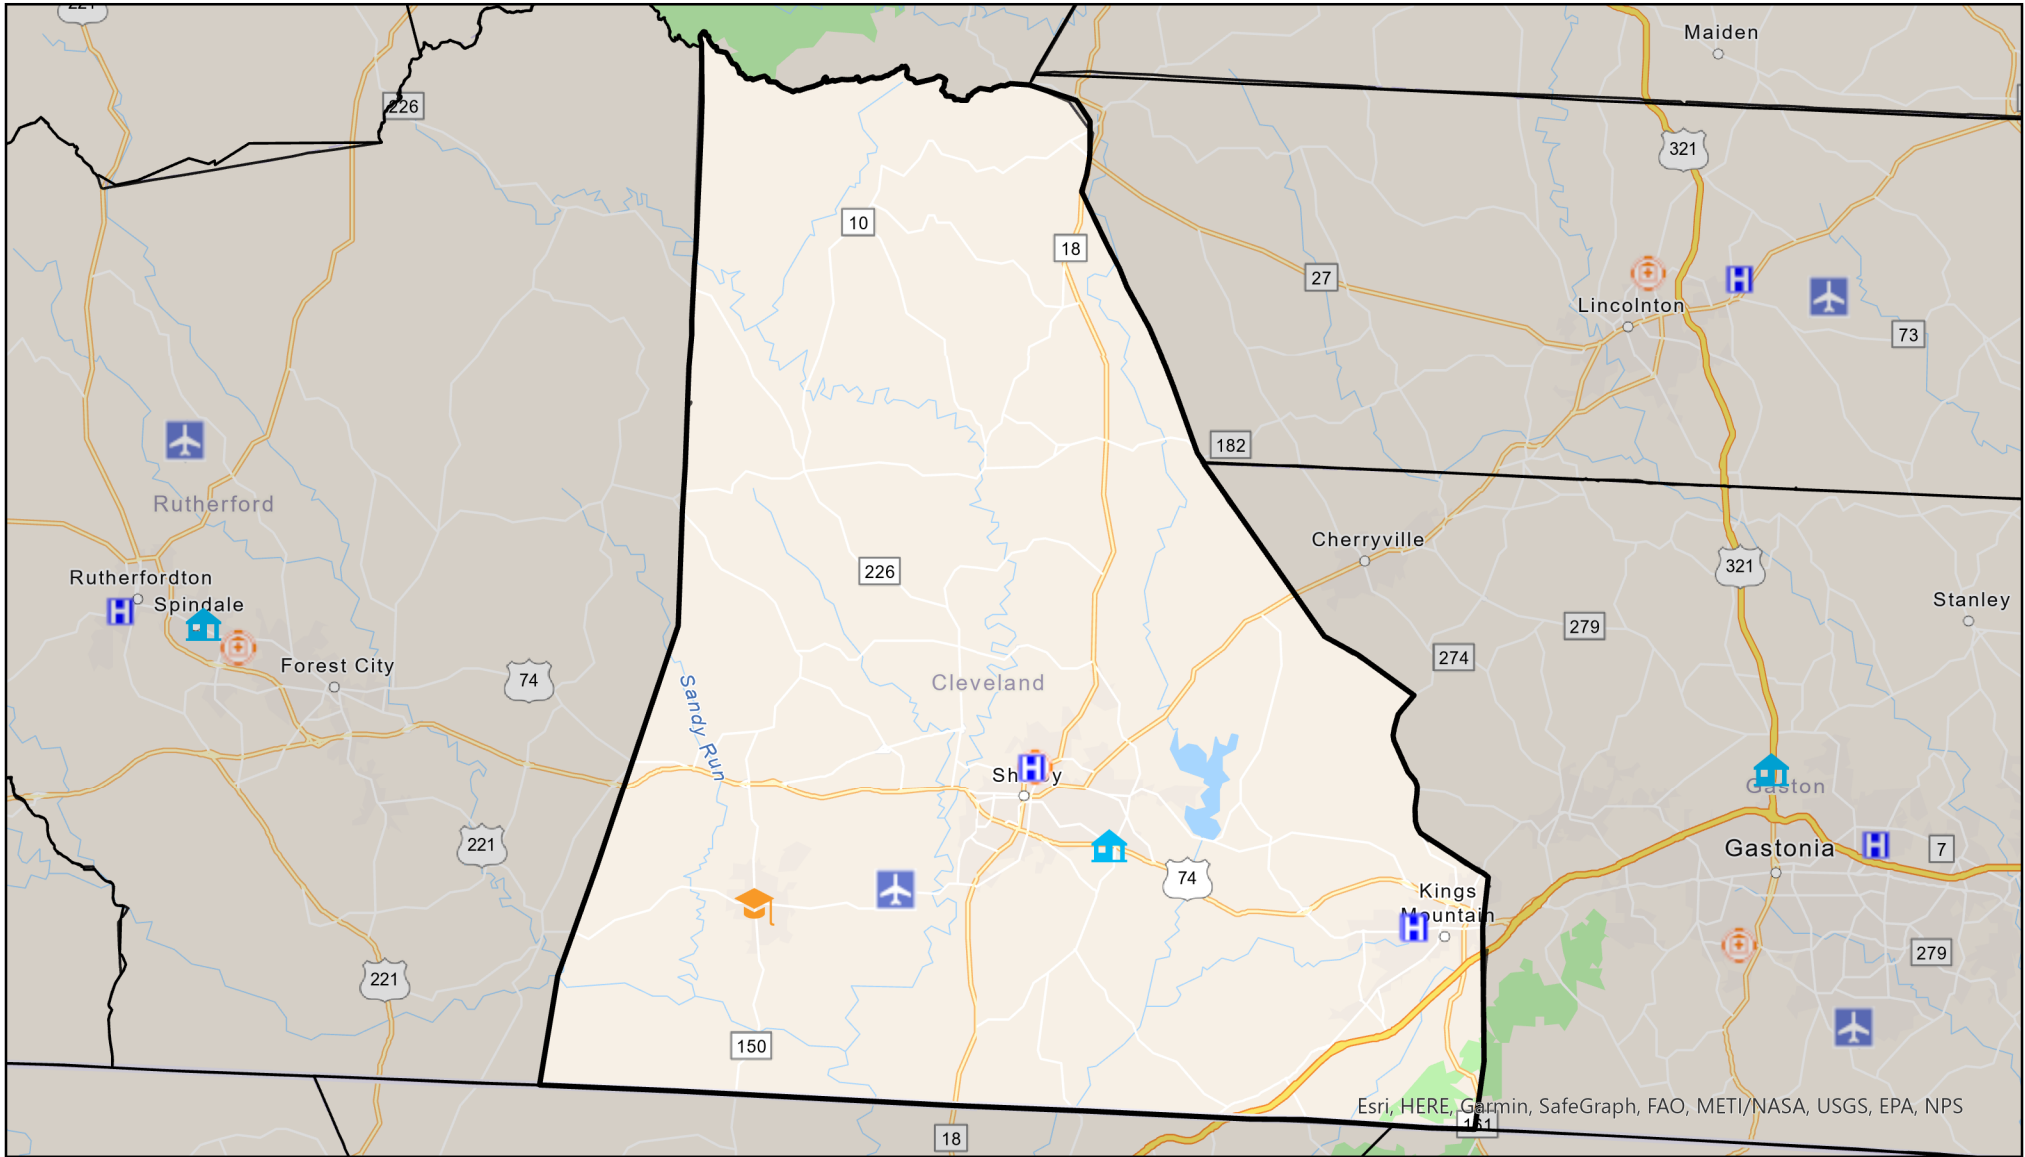 221
Maiden
226
321
10
18
27
Lincolnton
73
182
Rutherford
Cherryville
226
321
Rutherfordton
Spindale
Stanley
279
274
Forest City
74
Cleveland
Sandy Run
Gaston
221
Gastonia
7
74
Kings
Mountain
279
221
150
Esri, HERE, Garmin, SafeGraph, FAO, METI/NASA, USGS, EPA, NPS
161
18